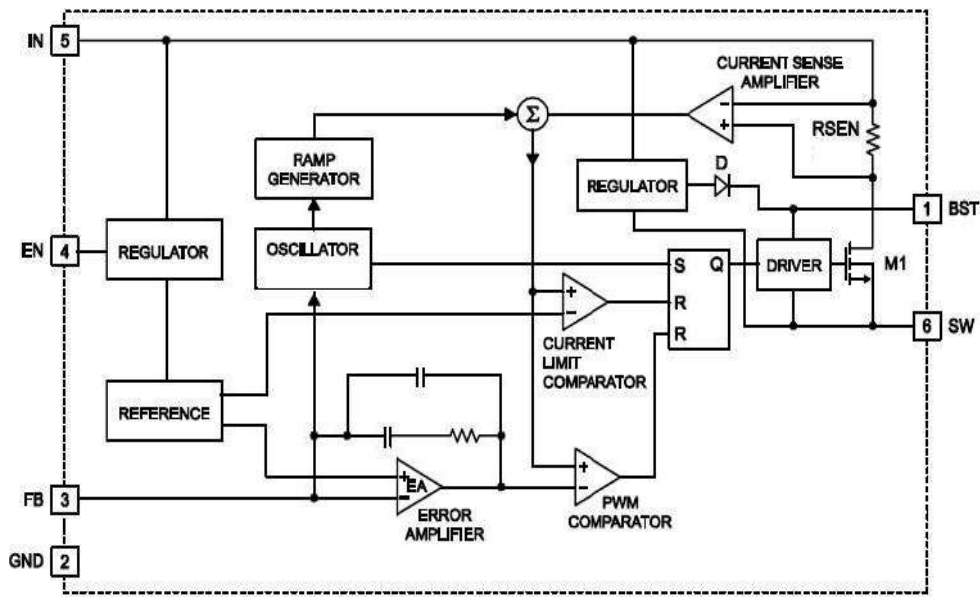 IN 5
CURRENT SENSE
AMPLIFIER
Σ
−
+
RSEN
RAMP
GENERATOR
D
REGULATOR
1 BST
EN 4
REGULATOR
OSCILLATOR
S Q
DRIVER
M1
+
−
R
6 SW
R
CURRENT
LIMIT
COMPARATOR
REFERENCE
+
−
EA
+
−
FB 3
ERROR
AMPLIFIER
PWM
COMPARATOR
GND 2